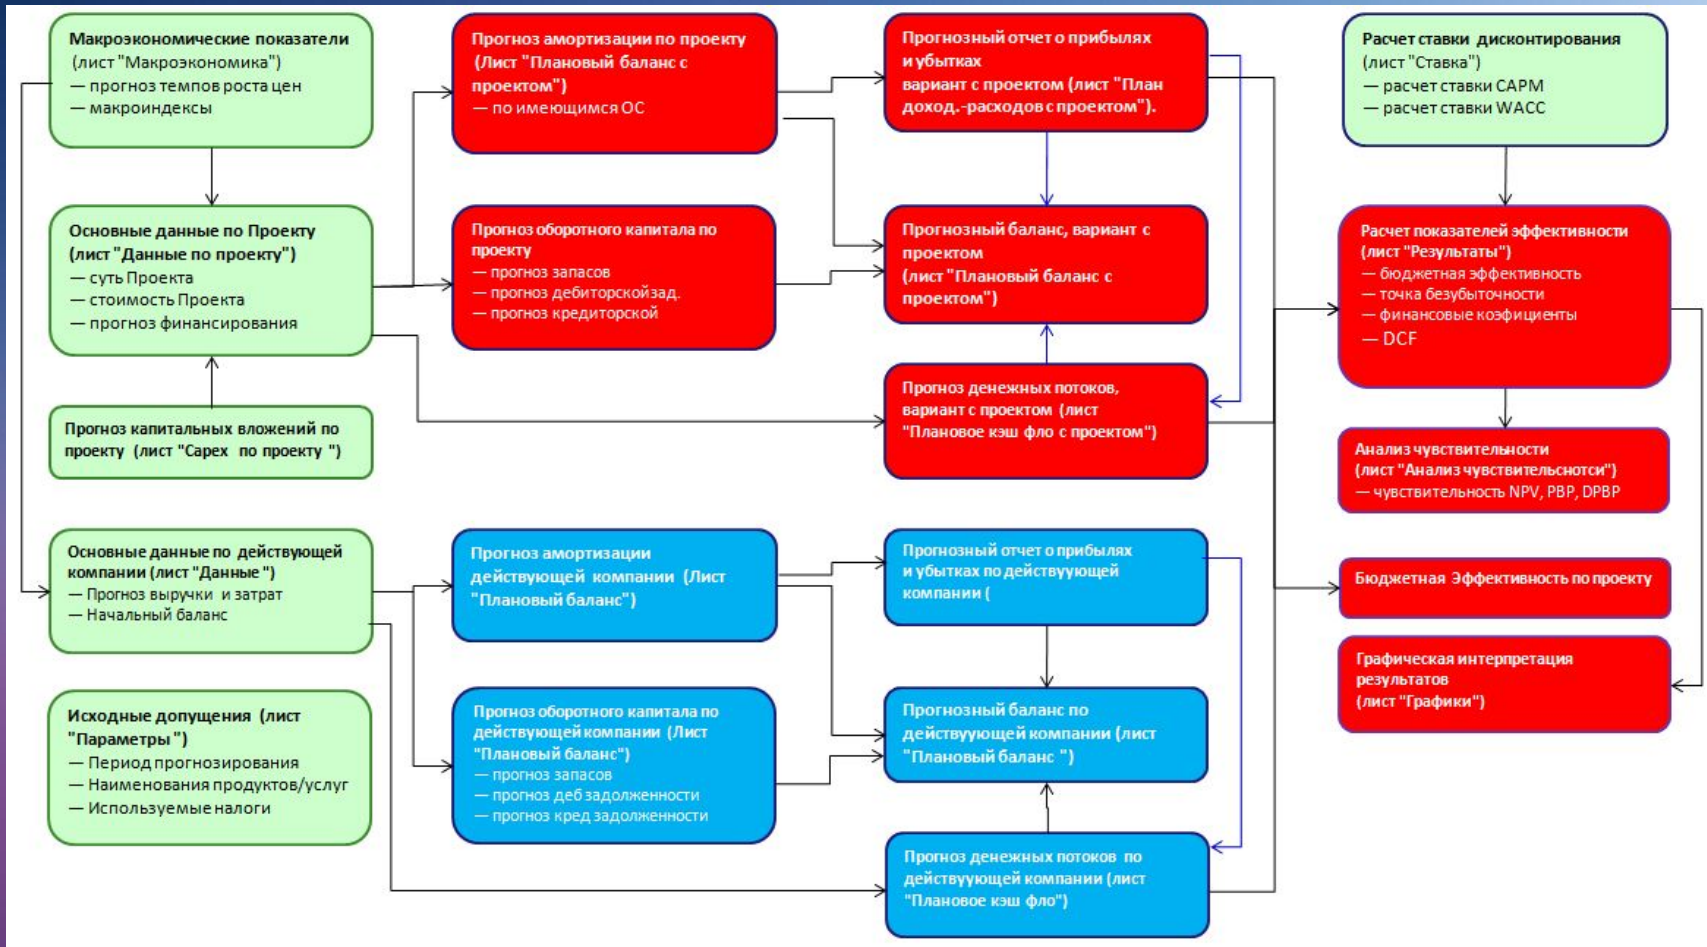 Макроэкономические показатели
(лист "Макроэкономика")
— прогноз темпов роста цен
— макроиндексы
Основные данные по Проекту
(лист "Данные по проекту")
— суть Проекта
— стоимость Проекта
— прогноз финансирования
Прогноз капитальных вложений по
проекту (лист "Capex по проекту ")
Основные данные по действующей
компании (лист "Данные ")
— Прогноз выручки и затрат
— Начальный баланс
Исходные допущения (лист
"Параметры ")
— Период прогнозирования
— Наименования продуктов/услуг
— Используемые налоги
Прогноз амортизации по проекту
(Лист "Плановый баланс с
проектом")
— по имеющимся ОС
Прогноз оборотного капитала по
проекту
— прогноз запасов
— прогноз дебиторскойзад.
— прогноз кредиторской
Прогноз амортизации
действующей компании (Лист
"Плановый баланс")
Прогноз оборотного капитала по
действующей компании (Лист
"Плановый баланс")
— прогноз запасов
— прогноз деб задолженности
— прогноз кред задолженности
Прогнозный отчет о прибылях
и убытках
вариант с проектом (лист "План
доход.-расходов с проектом").
Прогнозный баланс, вариант с
проектом
(лист "Плановый баланс с
проектом")
Прогноз денежных потоков,
вариант с проектом (лист
"Плановое кэш фло с проектом")
Прогнозный отчет о прибылях
и убытках по действуующей
компании (
Прогнозный баланс по
действуующей компании (лист
"Плановый баланс ")
Прогноз денежных потоков по
действуующей компании (лист
"Плановое кэш фло")
Расчет ставки дисконтирования
(лист "Ставка")
— расчет ставки CAPM
— расчет ставки WACC
Расчет показателей эффективности
(лист "Результаты")
— бюджетная эффективность
— точка безубыточности
— финансовые коэфициенты
— DCF
Анализ чувствительности
(лист "Анализ чувствительснотси")
— чувствительность NPV, PBP, DPBP
Бюджетная Эффективность по проекту
Графическая интерпретация
результатов
(лист "Графики")